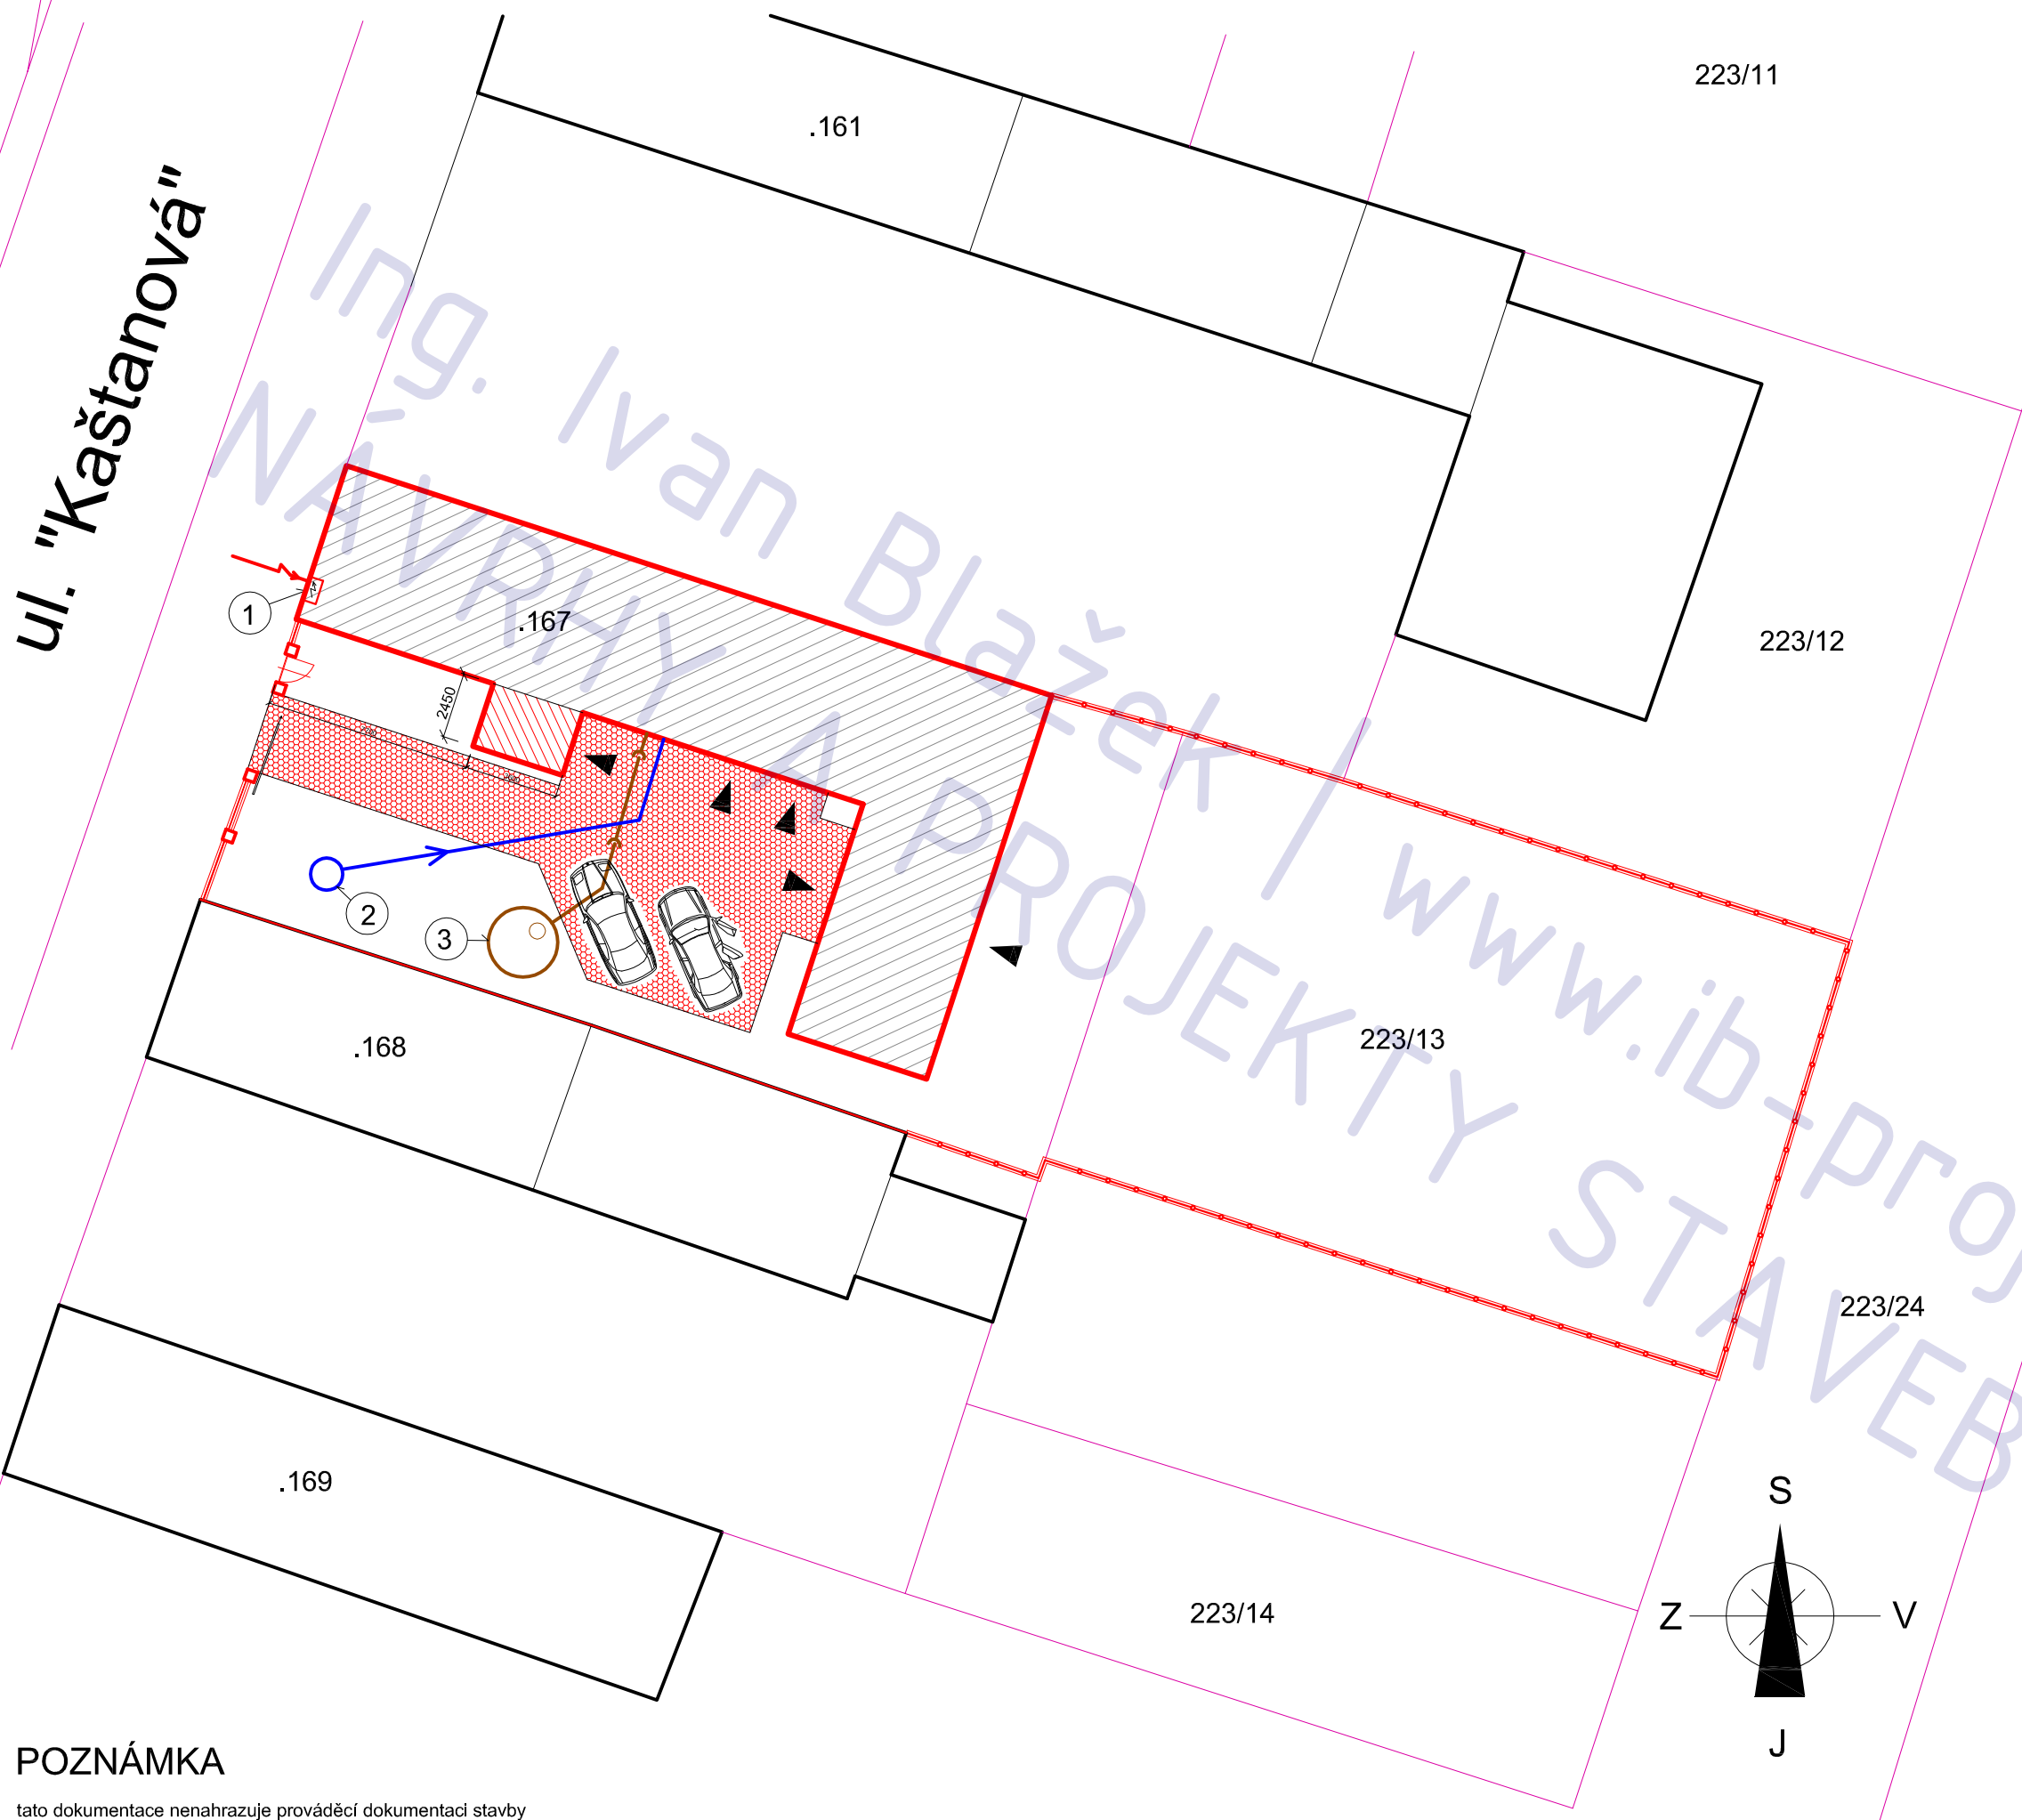 223/11
.161
ul. "Kaštanová"
Ing. Ivan Blažek / www.ib-proj
NÁVRHY A PROJEKTY STAVEB
1
.167
223/12
2450
2
3
223/13
.168
223/24
.169
S
Z
V
J
223/14
POZNÁMKA
tato dokumentace nenahrazuje prováděcí dokumentaci stavby